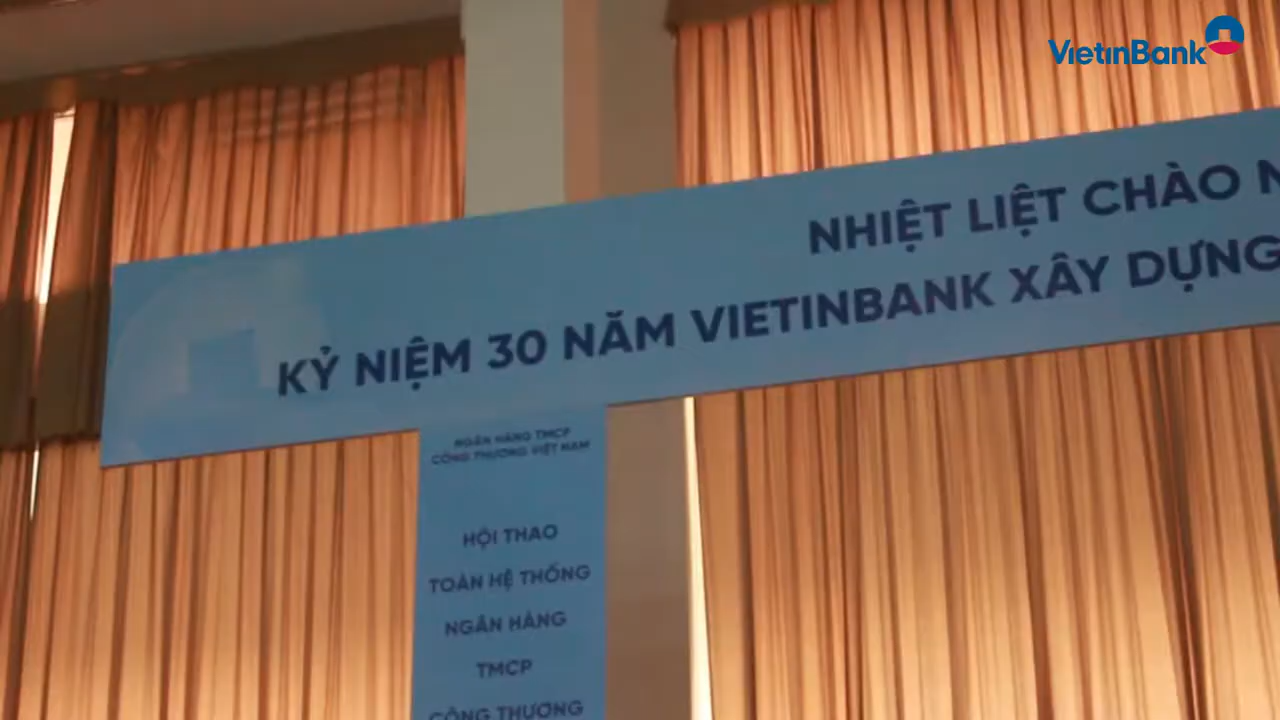 VietinBank
NHIỆT LIỆT CHÀO
KỶ NIỆM 30 NĂM VIETINBANK XÂY DỰNG
NGÂN HÀNG TMCP
CÔNG THƯƠNG VIỆT NAM
HỘI THAO
TOÀN HỆ THỐNG
NGÂN HÀNG
TMCP
CÔNG THƯƠNG